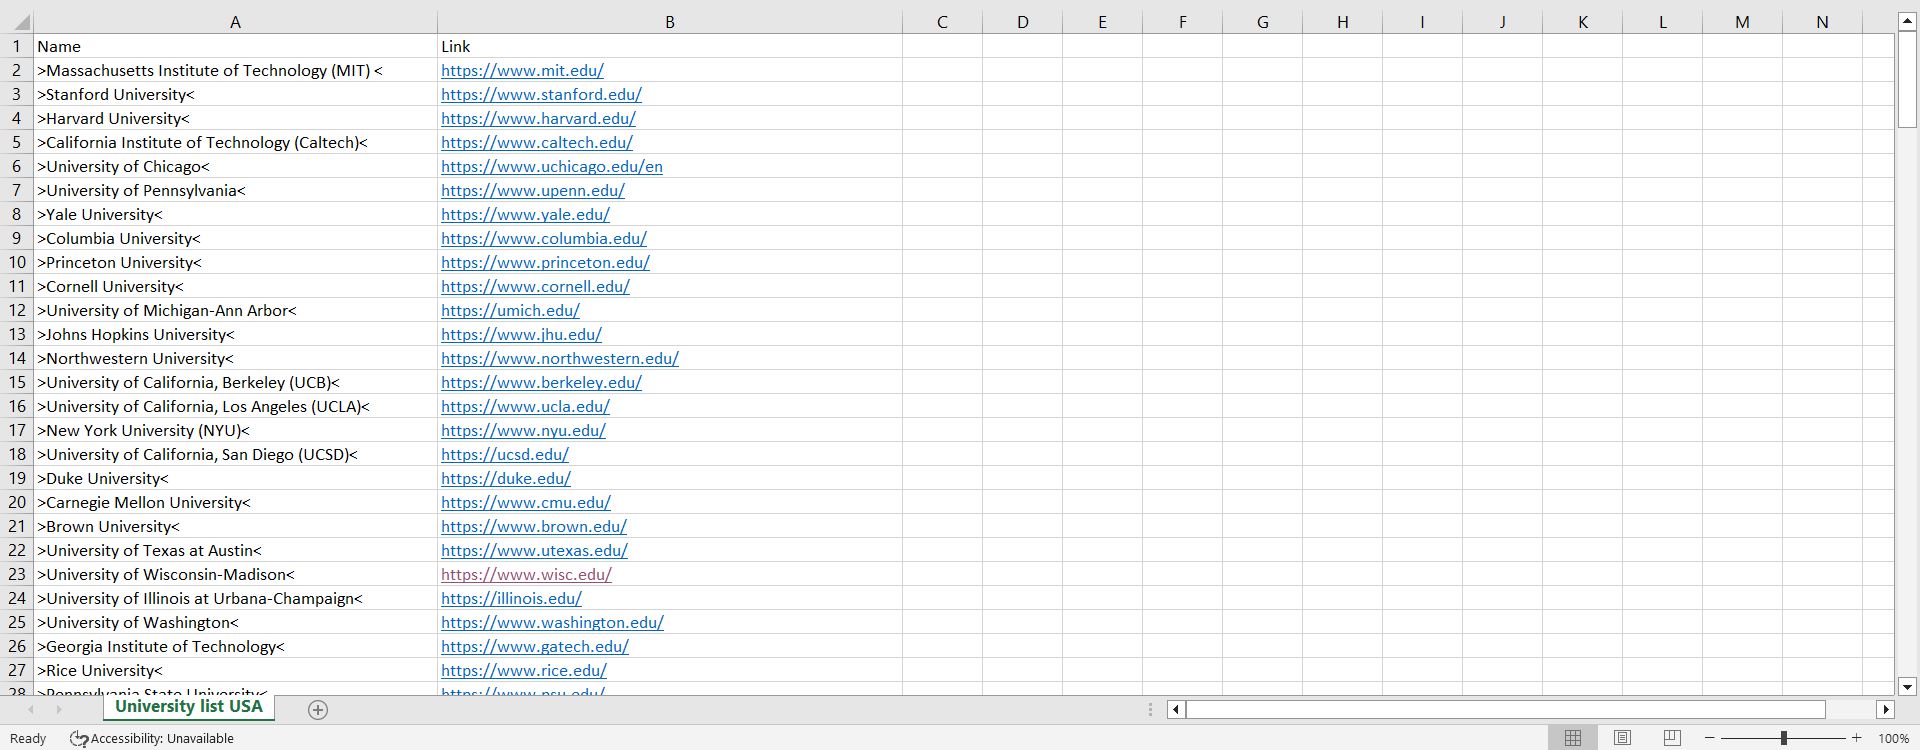 A B C D E F G H I J K L M N
1 Name Link
2 >Massachusetts Institute of Technology (MIT) < https://www.mit.edu/
3 >Stanford University< https://www.stanford.edu/
4 >Harvard University< https://www.harvard.edu/
5 >California Institute of Technology (Caltech)< https://www.caltech.edu/
6 >University of Chicago< https://www.uchicago.edu/en
7 >University of Pennsylvania< https://www.upenn.edu/
8 >Yale University< https://www.yale.edu/
9 >Columbia University< https://www.columbia.edu/
10 >Princeton University< https://www.princeton.edu/
11 >Cornell University< https://www.cornell.edu/
12 >University of Michigan-Ann Arbor< https://umich.edu/
13 >Johns Hopkins University< https://www.jhu.edu/
14 >Northwestern University< https://www.northwestern.edu/
15 >University of California, Berkeley (UCB)< https://www.berkeley.edu/
16 >University of California, Los Angeles (UCLA)< https://www.ucla.edu/
17 >New York University (NYU)< https://www.nyu.edu/
18 >University of California, San Diego (UCSD)< https://ucsd.edu/
19 >Duke University< https://duke.edu/
20 >Carnegie Mellon University< https://www.cmu.edu/
21 >Brown University< https://www.brown.edu/
22 >University of Texas at Austin< https://www.utexas.edu/
23 >University of Wisconsin-Madison< https://www.wisc.edu/
24 >University of Illinois at Urbana-Champaign< https://illinois.edu/
25 >University of Washington< https://www.washington.edu/
26 >Georgia Institute of Technology< https://www.gatech.edu/
27 >Rice University< https://www.rice.edu/
28 >Pennsylvania State University< https://www.psu.edu/
University list USA
Ready Accessibility: Unavailable 100%